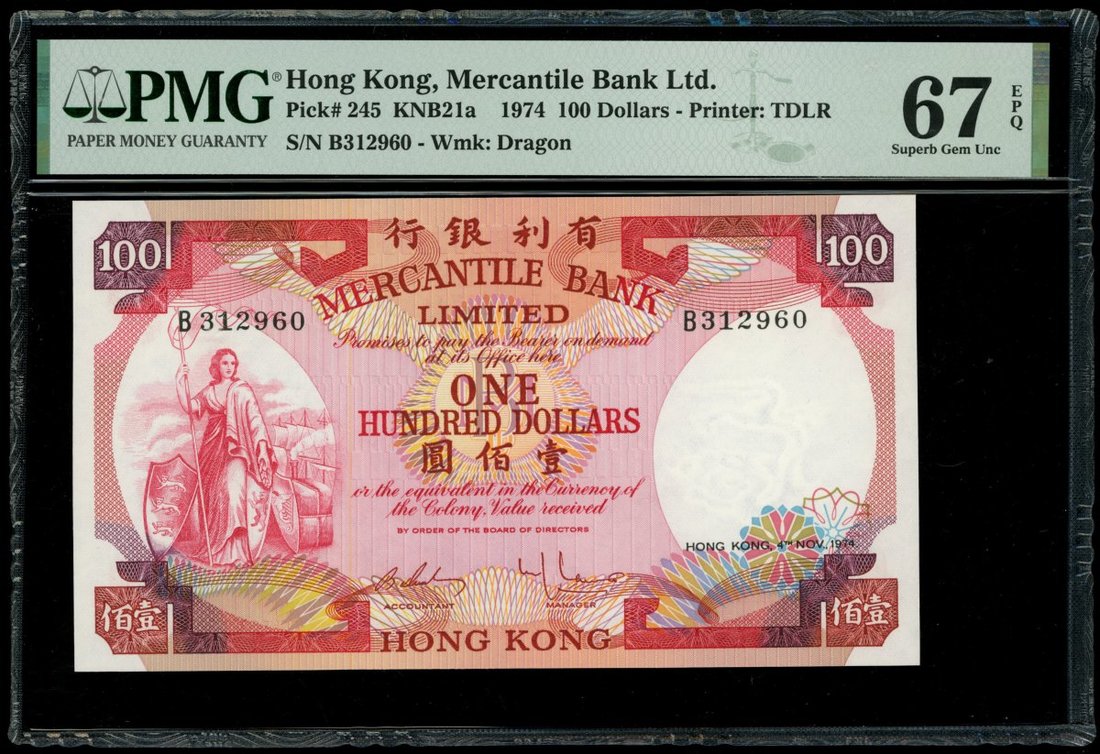 PMG® Hong Kong, Mercantile Bank Ltd.
Pick# 245 KNB21a 1974 100 Dollars - Printer: TDLR
PAPER MONEY GUARANTY
S/N B312960 - Wmk: Dragon
67
EPQ
Superb Gem Unc
行銀利有
100
100
MERCANTILE BANK
LIMITED
B312960
B312960
Promises to pay the Bearer on demand
at its Office here
ONE
HUNDRED DOLLARS
圓佰壹
or the equivalent in the Currency of
the Colony. Value received
BY ORDER OF THE BOARD OF DIRECTORS
HONG KONG, 4TH NOV. 1974.
ACCOUNTANT
MANAGER
佰壹
佰壹
HONG KONG